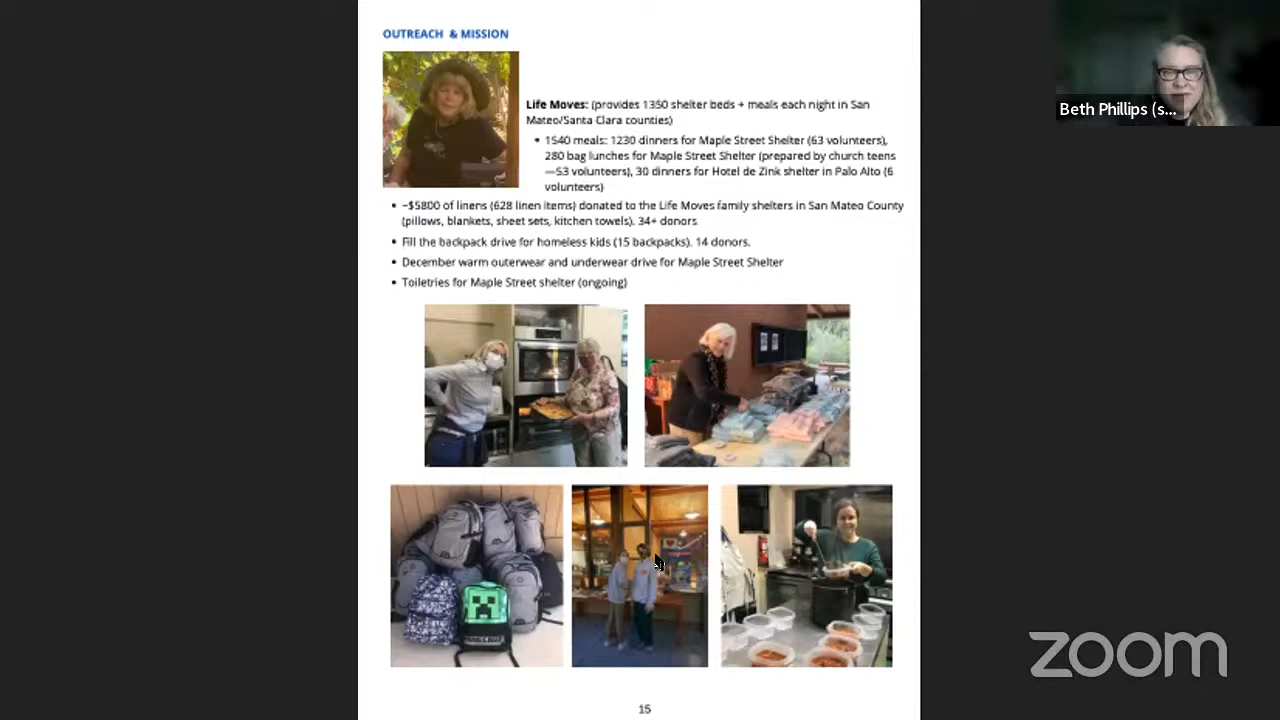 OUTREACH & MISSION
Beth Phillips (s...
Life Moves: (provides 1350 shelter beds + meals each night in San
Mateo/Santa Clara counties)
• 1540 meals: 1230 dinners for Maple Street Shelter (63 volunteers),
280 bag lunches for Maple Street Shelter (prepared by church teens
—53 volunteers), 30 dinners for Hotel de Zink shelter in Palo Alto (6
volunteers)
• ~$5800 of linens (628 linen items) donated to the Life Moves family shelters in San Mateo County
(pillows, blankets, sheet sets, kitchen towels). 34+ donors
• Fill the backpack drive for homeless kids (15 backpacks). 14 donors.
• December warm outerwear and underwear drive for Maple Street Shelter
• Toiletries for Maple Street shelter (ongoing)
zoom
15